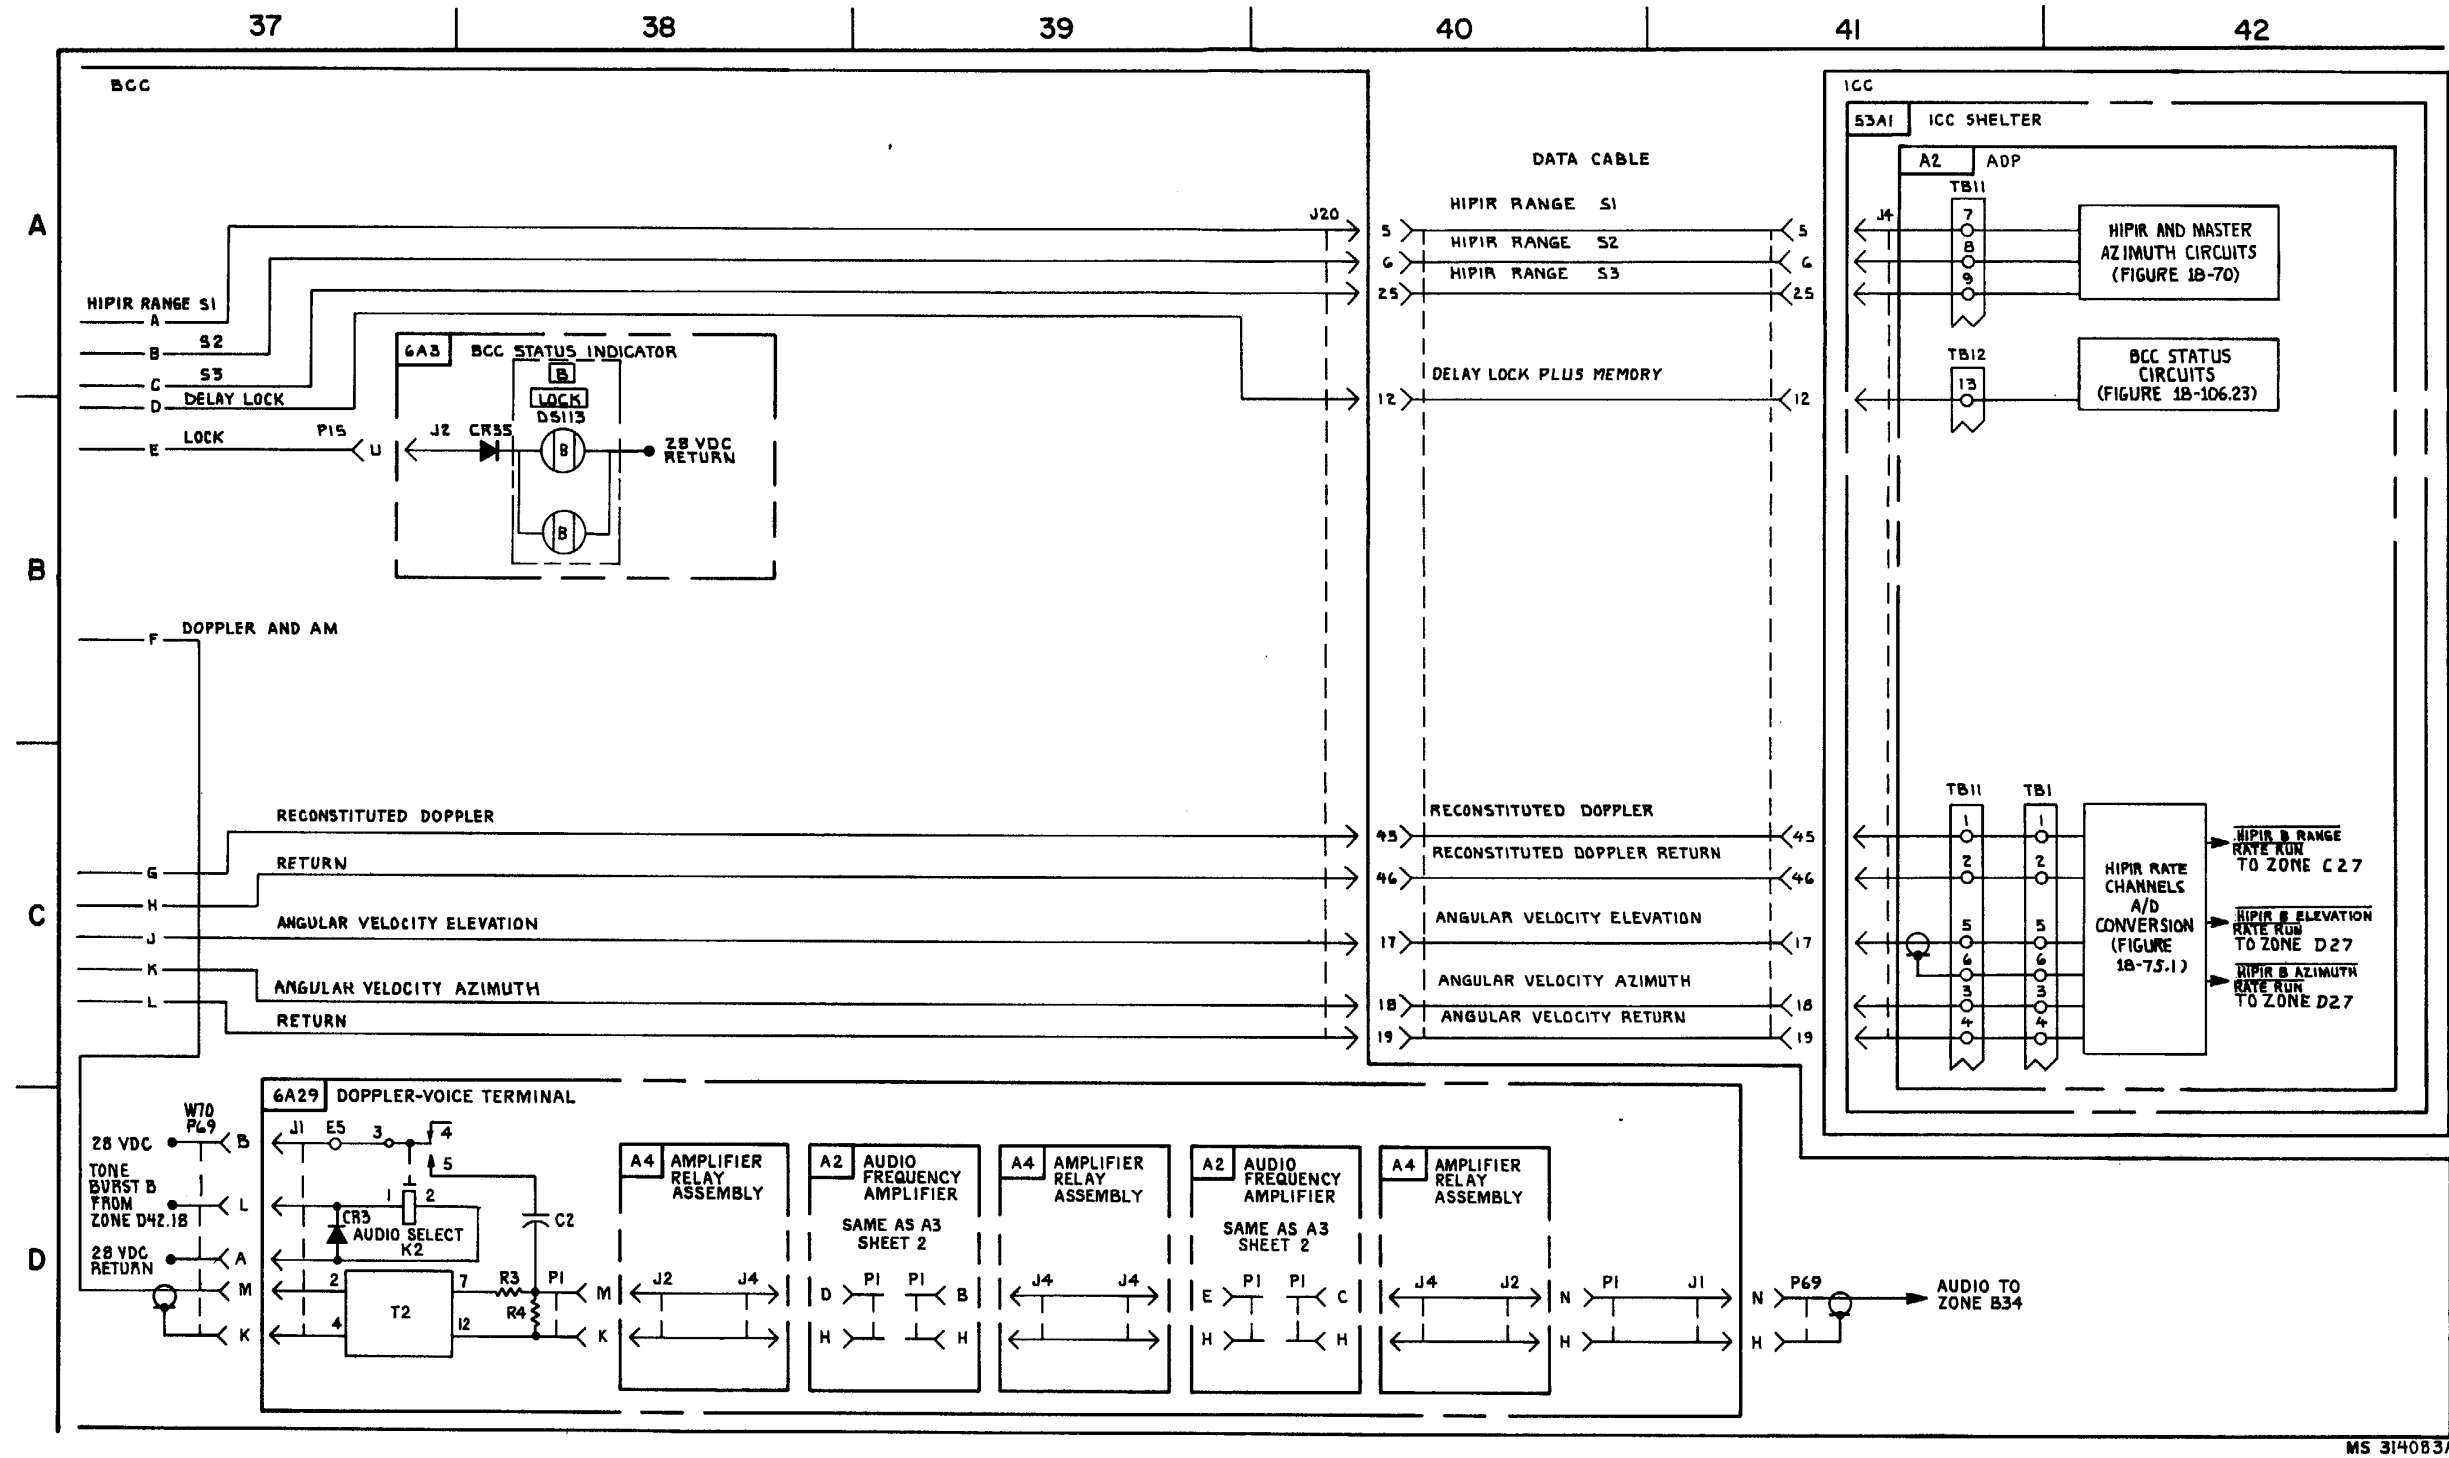 37 38 39 40 41 42
A
B
C
D
BCC
HIPIR RANGE S1
A
B S2
C S3
D DELAY LOCK
E LOCK P15 U
6A3 BCC STATUS INDICATOR
B
LOCK
DS113
J2 CR35 B
28 VDC
RETURN
B
F DOPPLER AND AM
RECONSTITUTED DOPPLER
G
RETURN
H
ANGULAR VELOCITY ELEVATION
J
K
ANGULAR VELOCITY AZIMUTH
L
RETURN
J20
DATA CABLE
HIPIR RANGE S1
5 5
HIPIR RANGE S2
6 6
HIPIR RANGE S3
25 25
DELAY LOCK PLUS MEMORY
12 12
RECONSTITUTED DOPPLER
45 45
RECONSTITUTED DOPPLER RETURN
46 46
ANGULAR VELOCITY ELEVATION
17 17
ANGULAR VELOCITY AZIMUTH
18 18
ANGULAR VELOCITY RETURN
19 19
ICC
53A1 ICC SHELTER
A2 ADP
J4
TB11
7
8
9
HIPIR AND MASTER
AZIMUTH CIRCUITS
(FIGURE 18-70)
TB12
13
BCC STATUS
CIRCUITS
(FIGURE 18-106.23)
TB11 TB1
1 1
2 2
5 5
6 6
3 3
4 4
HIPIR RATE
CHANNELS
A/D
CONVERSION
(FIGURE
18-75.1)
HIPIR B RANGE
RATE RUN
TO ZONE C27
HIPIR B ELEVATION
RATE RUN
TO ZONE D27
HIPIR B AZIMUTH
RATE RUN
TO ZONE D27
6A29 DOPPLER-VOICE TERMINAL
W70
P69
28 VDC B
TONE
BURST B
FROM
ZONE D42.18
L
28 VDC
RETURN
A
M
K
J1 E5 3 4
5
1 2
CR3
AUDIO SELECT
K2
C2
2 7 R3 P1 M
T2
R4
4 12 K
A4 AMPLIFIER
RELAY
ASSEMBLY
J2 J4
A2 AUDIO
FREQUENCY
AMPLIFIER
SAME AS A3
SHEET 2
D P1 P1 B
H H
A4 AMPLIFIER
RELAY
ASSEMBLY
J4 J4
A2 AUDIO
FREQUENCY
AMPLIFIER
SAME AS A3
SHEET 2
E P1 P1 C
H H
A4 AMPLIFIER
RELAY
ASSEMBLY
J4 J2
N P1 J1 N P69
H H
AUDIO TO
ZONE B34
MS 314083